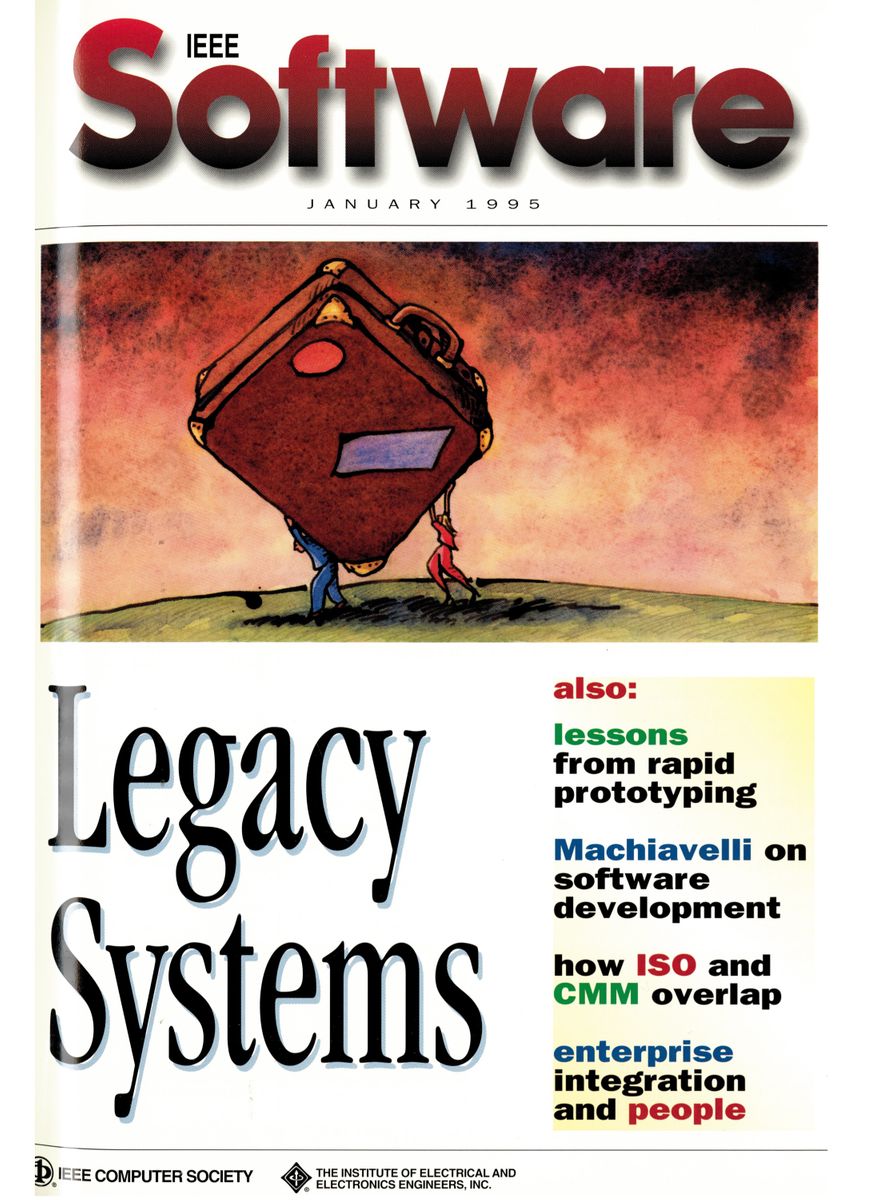 IEEE
Software
JANUARY 1995
Legacy
Systems
also:
lessons
from rapid
prototyping
Machiavelli on
software
development
how ISO and
CMM overlap
enterprise
integration
and people
IEEE COMPUTER SOCIETY
THE INSTITUTE OF ELECTRICAL AND
ELECTRONICS ENGINEERS, INC.